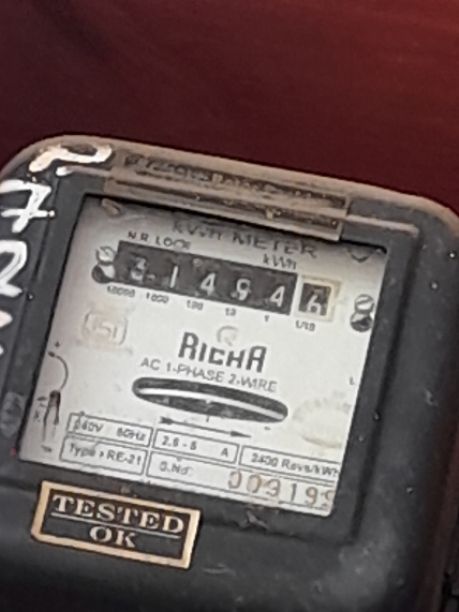 KWH METER
N.R. LOCK
kWh
3 1 4 9 4 6
10000 1000 100 10 1 1/10
RICHA
AC 1-PHASE 2-WIRE
240V 50Hz 2.5 - 5 A 2400 Revs/kWh
Type RE-21 S.No. 009199
TESTED
OK